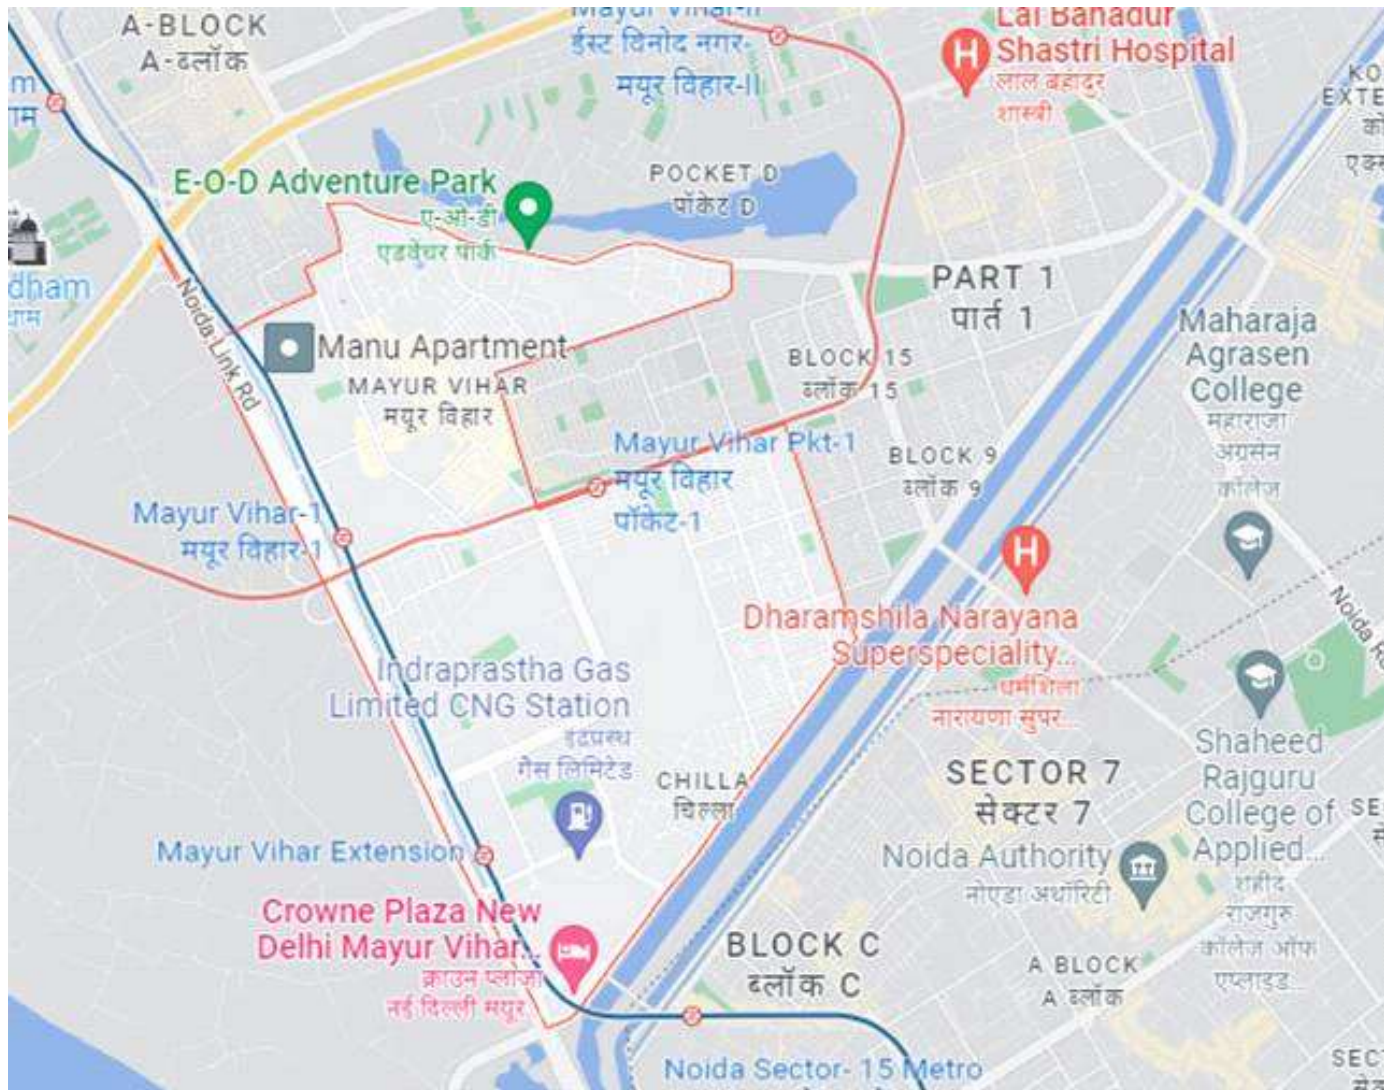 A-BLOCK
A-ब्लॉक
Mayur Vihar-II
ईस्ट विनोद नगर-
मयूर विहार-II
Lal Bahadur
Shastri Hospital
लाल बहादुर
शास्त्री
E-O-D Adventure Park
ए-ओ-डी
एडवेंचर पार्क
POCKET D
पॉकेट D
dham
धाम
Noida Link Rd
PART 1
पार्त 1
Manu Apartment
MAYUR VIHAR
मयूर विहार
BLOCK 15
ब्लॉक 15
Maharaja
Agrasen
College
महाराजा
अग्रसेन
कॉलेज
Mayur Vihar Pkt-1
मयूर विहार
पॉकेट-1
BLOCK 9
ब्लॉक 9
Mayur Vihar-1
मयूर विहार-1
Dharamshila Narayana
Superspeciality...
धर्मशिला
नारायणा सुपर...
Noida
Indraprastha Gas
Limited CNG Station
इंद्रप्रस्थ
गैस लिमिटेड
CHILLA
चिल्ला
SECTOR 7
सेक्टर 7
Shaheed
Rajguru
College of
Applied...
शहीद
राजगुरु
कॉलेज ऑफ
एप्लाइड...
Mayur Vihar Extension
Noida Authority
नोएडा अथॉरिटी
Crowne Plaza New
Delhi Mayur Vihar...
क्राउन प्लाज़ा
नई दिल्ली मयूर...
BLOCK C
ब्लॉक C
A BLOCK
A ब्लॉक
Noida Sector- 15 Metro